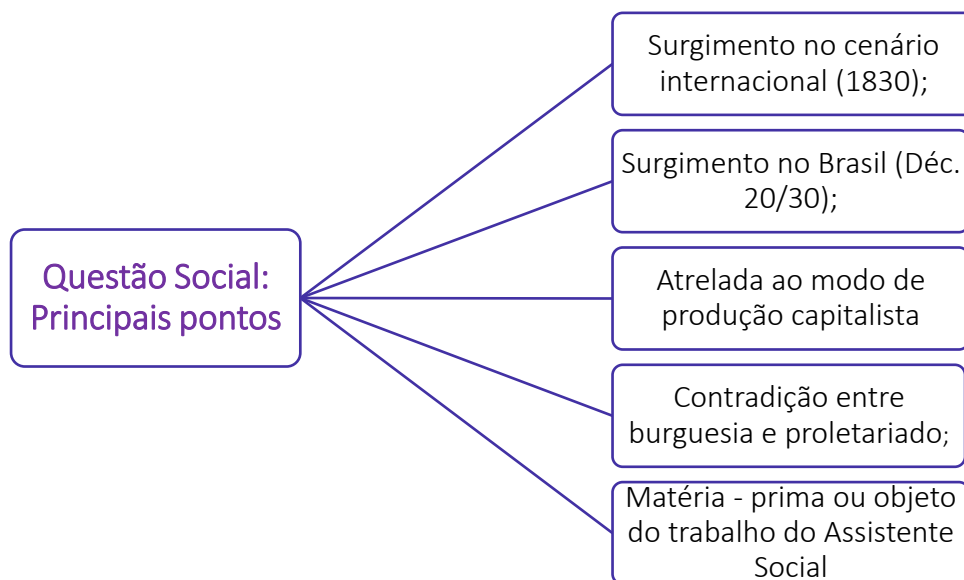 Questão Social:
Principais pontos
Surgimento no cenário
internacional (1830);
Surgimento no Brasil (Déc.
20/30);
Atrelada ao modo de
produção capitalista
Contradição entre
burguesia e proletariado;
Matéria - prima ou objeto
do trabalho do Assistente
Social